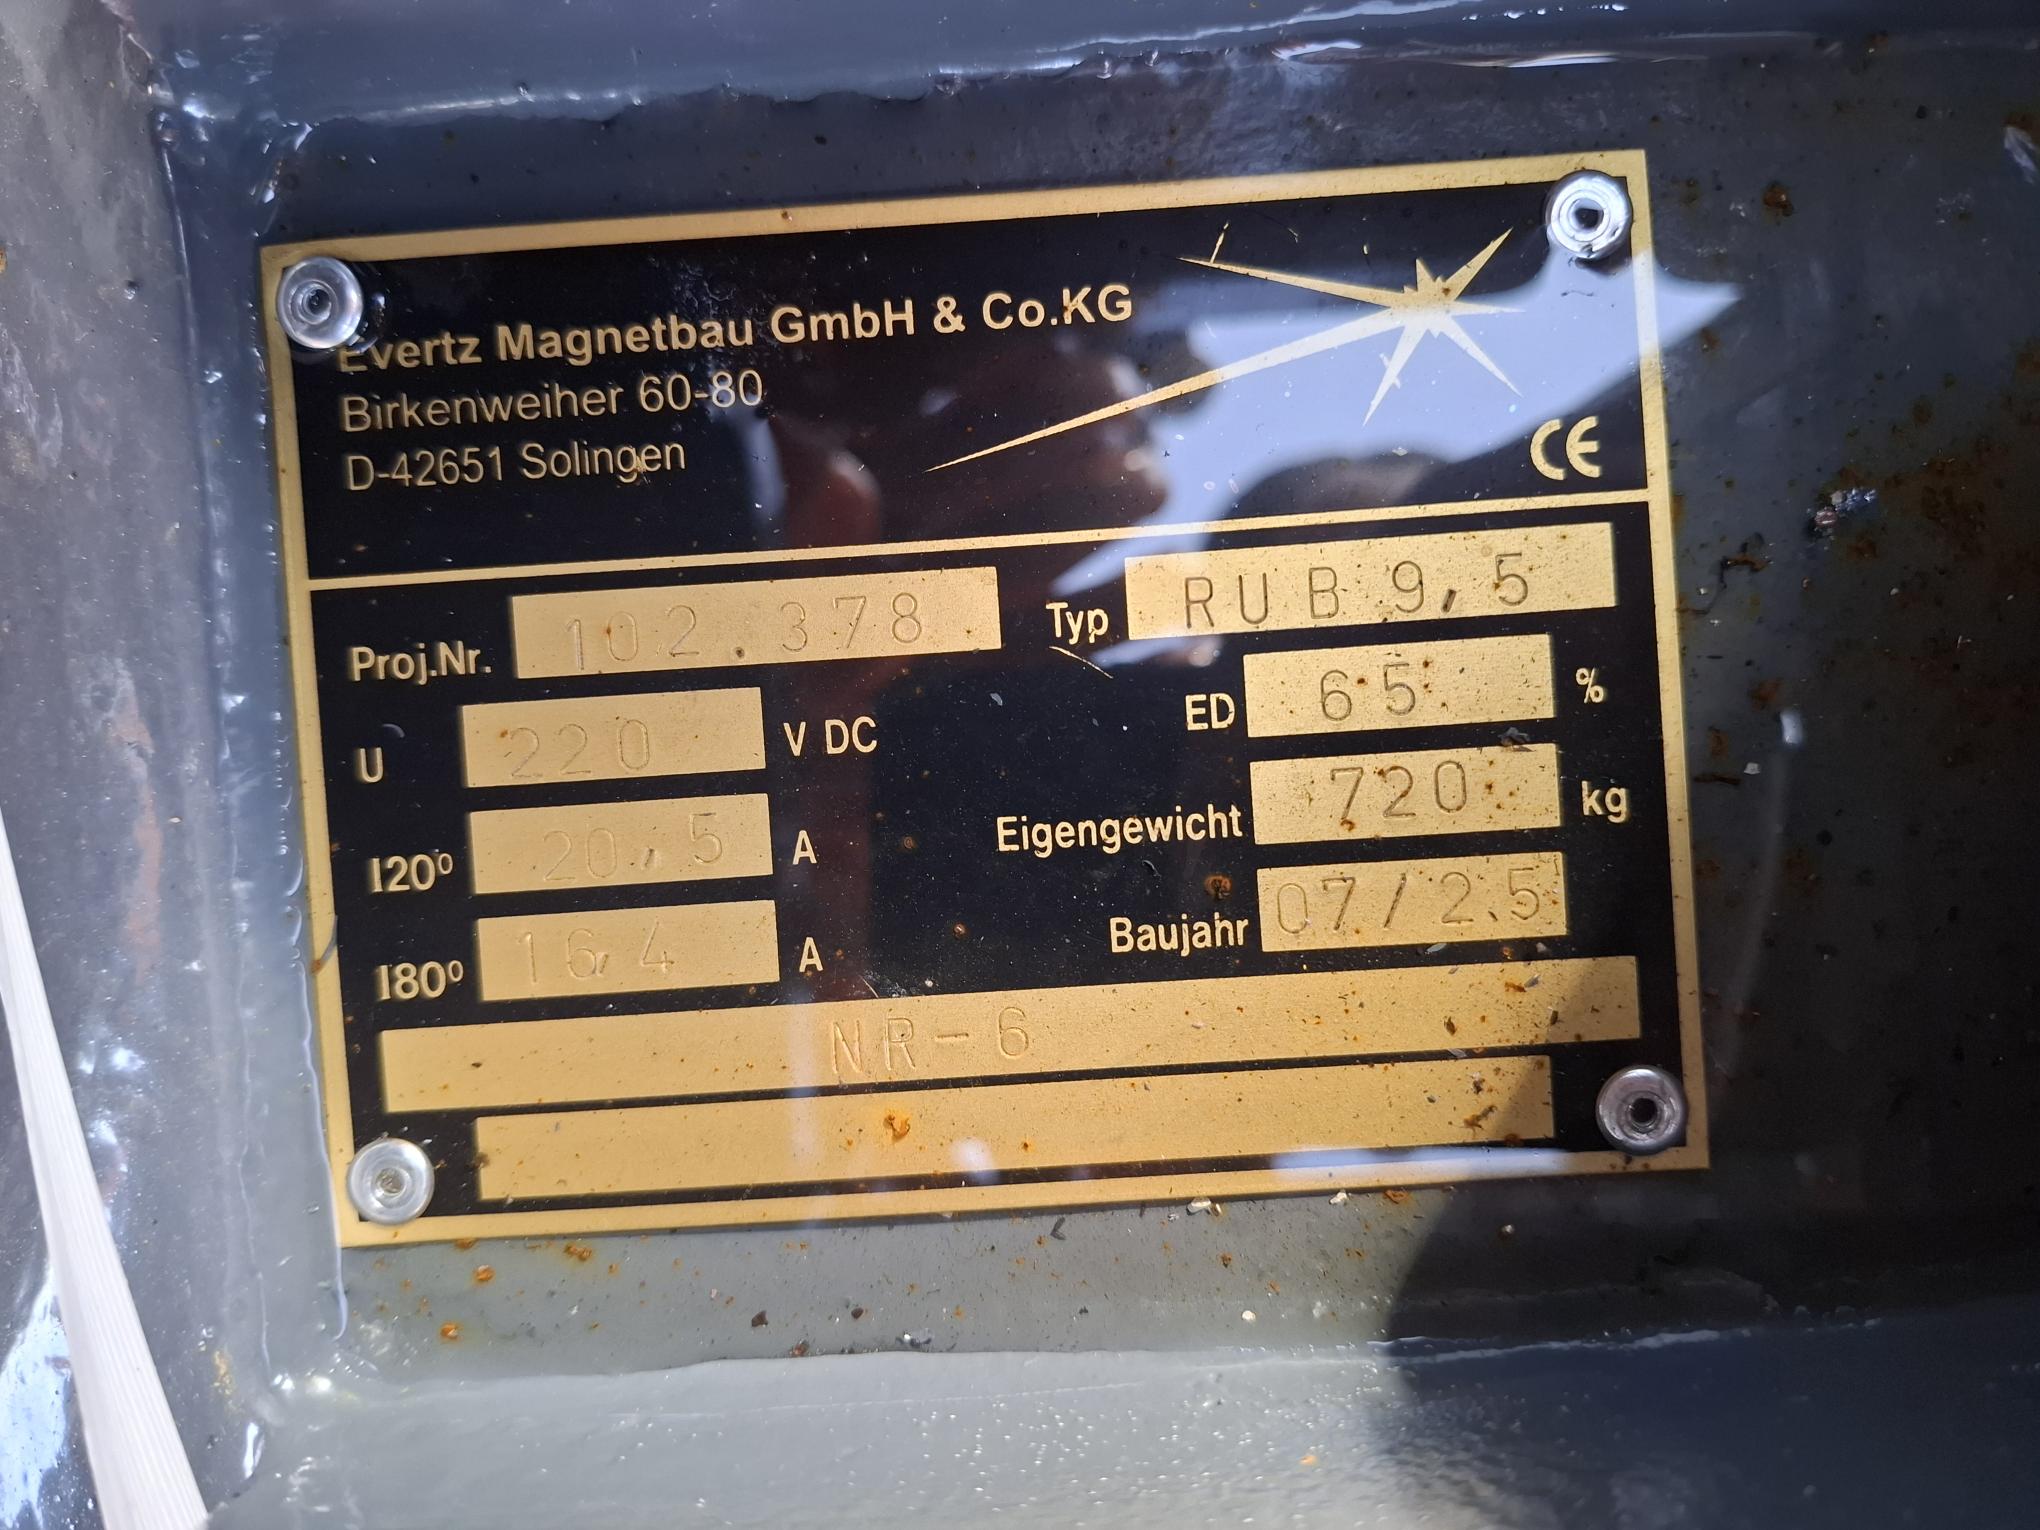 Evertz Magnetbau GmbH & Co.KG
Birkenweiher 60-80
D-42651 Solingen
CE
Proj.Nr. 102.378 Typ RUB 9,5
U 220 V DC ED 65 %
I20° 20,5 A Eigengewicht 720 kg
I80° 16,4 A Baujahr 07/25
NR-6